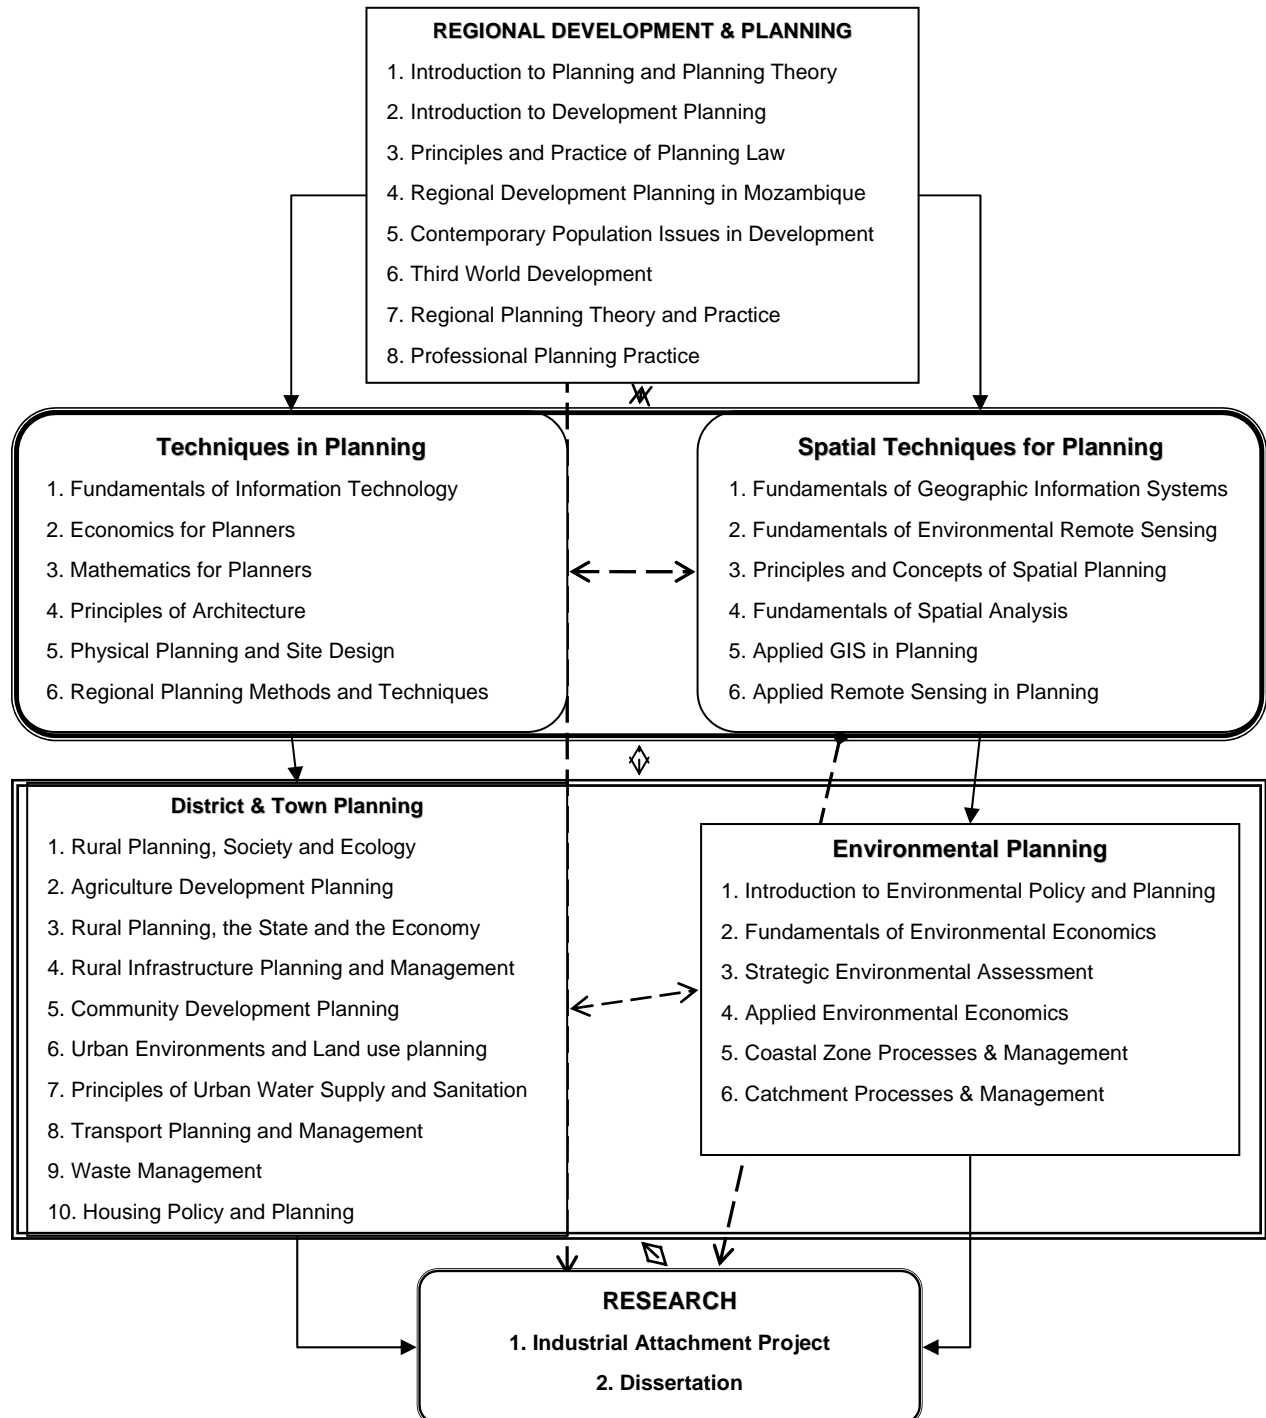 REGIONAL DEVELOPMENT & PLANNING
1. Introduction to Planning and Planning Theory
2. Introduction to Development Planning
3. Principles and Practice of Planning Law
4. Regional Development Planning in Mozambique
5. Contemporary Population Issues in Development
6. Third World Development
7. Regional Planning Theory and Practice
8. Professional Planning Practice
Techniques in Planning
1. Fundamentals of Information Technology
2. Economics for Planners
3. Mathematics for Planners
4. Principles of Architecture
5. Physical Planning and Site Design
6. Regional Planning Methods and Techniques
Spatial Techniques for Planning
1. Fundamentals of Geographic Information Systems
2. Fundamentals of Environmental Remote Sensing
3. Principles and Concepts of Spatial Planning
4. Fundamentals of Spatial Analysis
5. Applied GIS in Planning
6. Applied Remote Sensing in Planning
District & Town Planning
1. Rural Planning, Society and Ecology
2. Agriculture Development Planning
3. Rural Planning, the State and the Economy
4. Rural Infrastructure Planning and Management
5. Community Development Planning
6. Urban Environments and Land use planning
7. Principles of Urban Water Supply and Sanitation
8. Transport Planning and Management
9. Waste Management
10. Housing Policy and Planning
Environmental Planning
1. Introduction to Environmental Policy and Planning
2. Fundamentals of Environmental Economics
3. Strategic Environmental Assessment
4. Applied Environmental Economics
5. Coastal Zone Processes & Management
6. Catchment Processes & Management
RESEARCH
1. Industrial Attachment Project
2. Dissertation